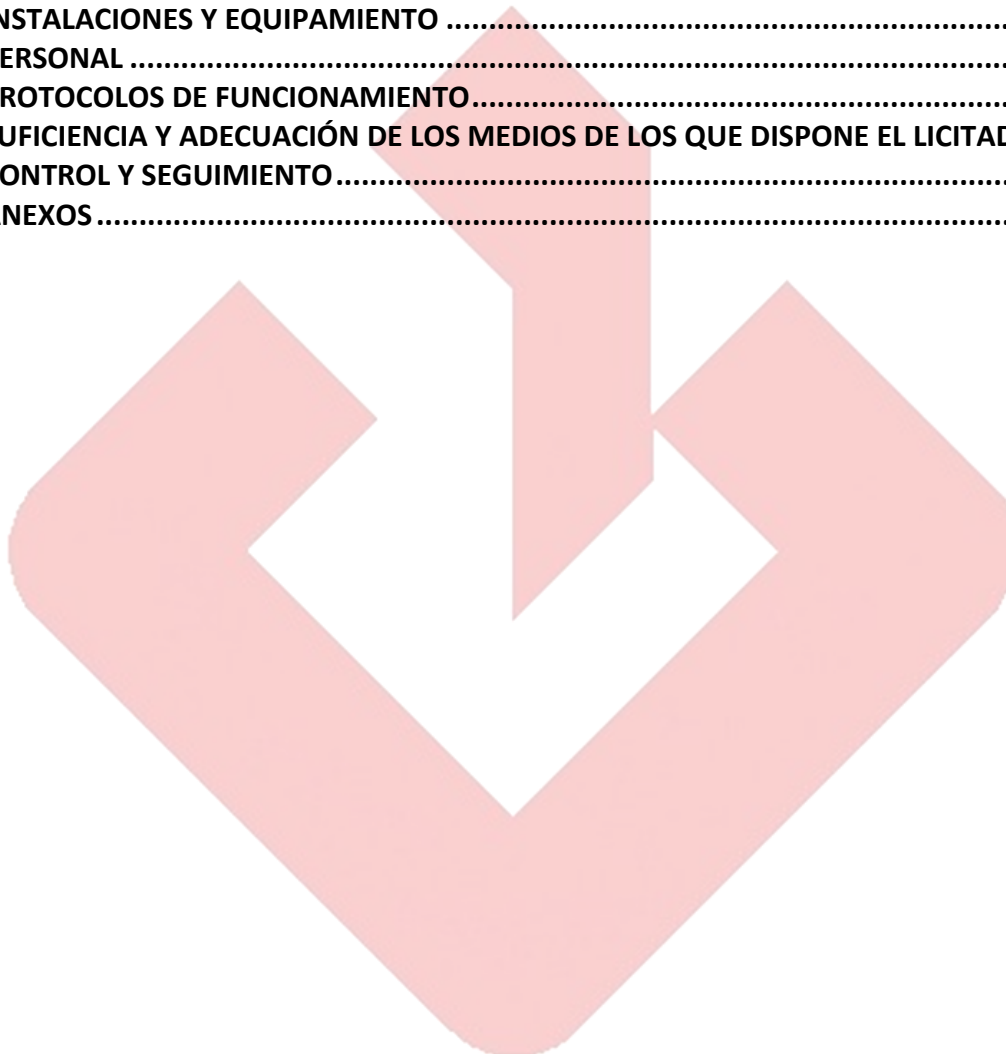 NSTALACIONES Y EQUIPAMIENTO ..................................................................
ERSONAL ........................................................................................................
ROTOCOLOS DE FUNCIONAMIENTO................................................................
UFICIENCIA Y ADECUACIÓN DE LOS MEDIOS DE LOS QUE DISPONE EL LICITAD
ONTROL Y SEGUIMIENTO................................................................................
NEXOS............................................................................................................